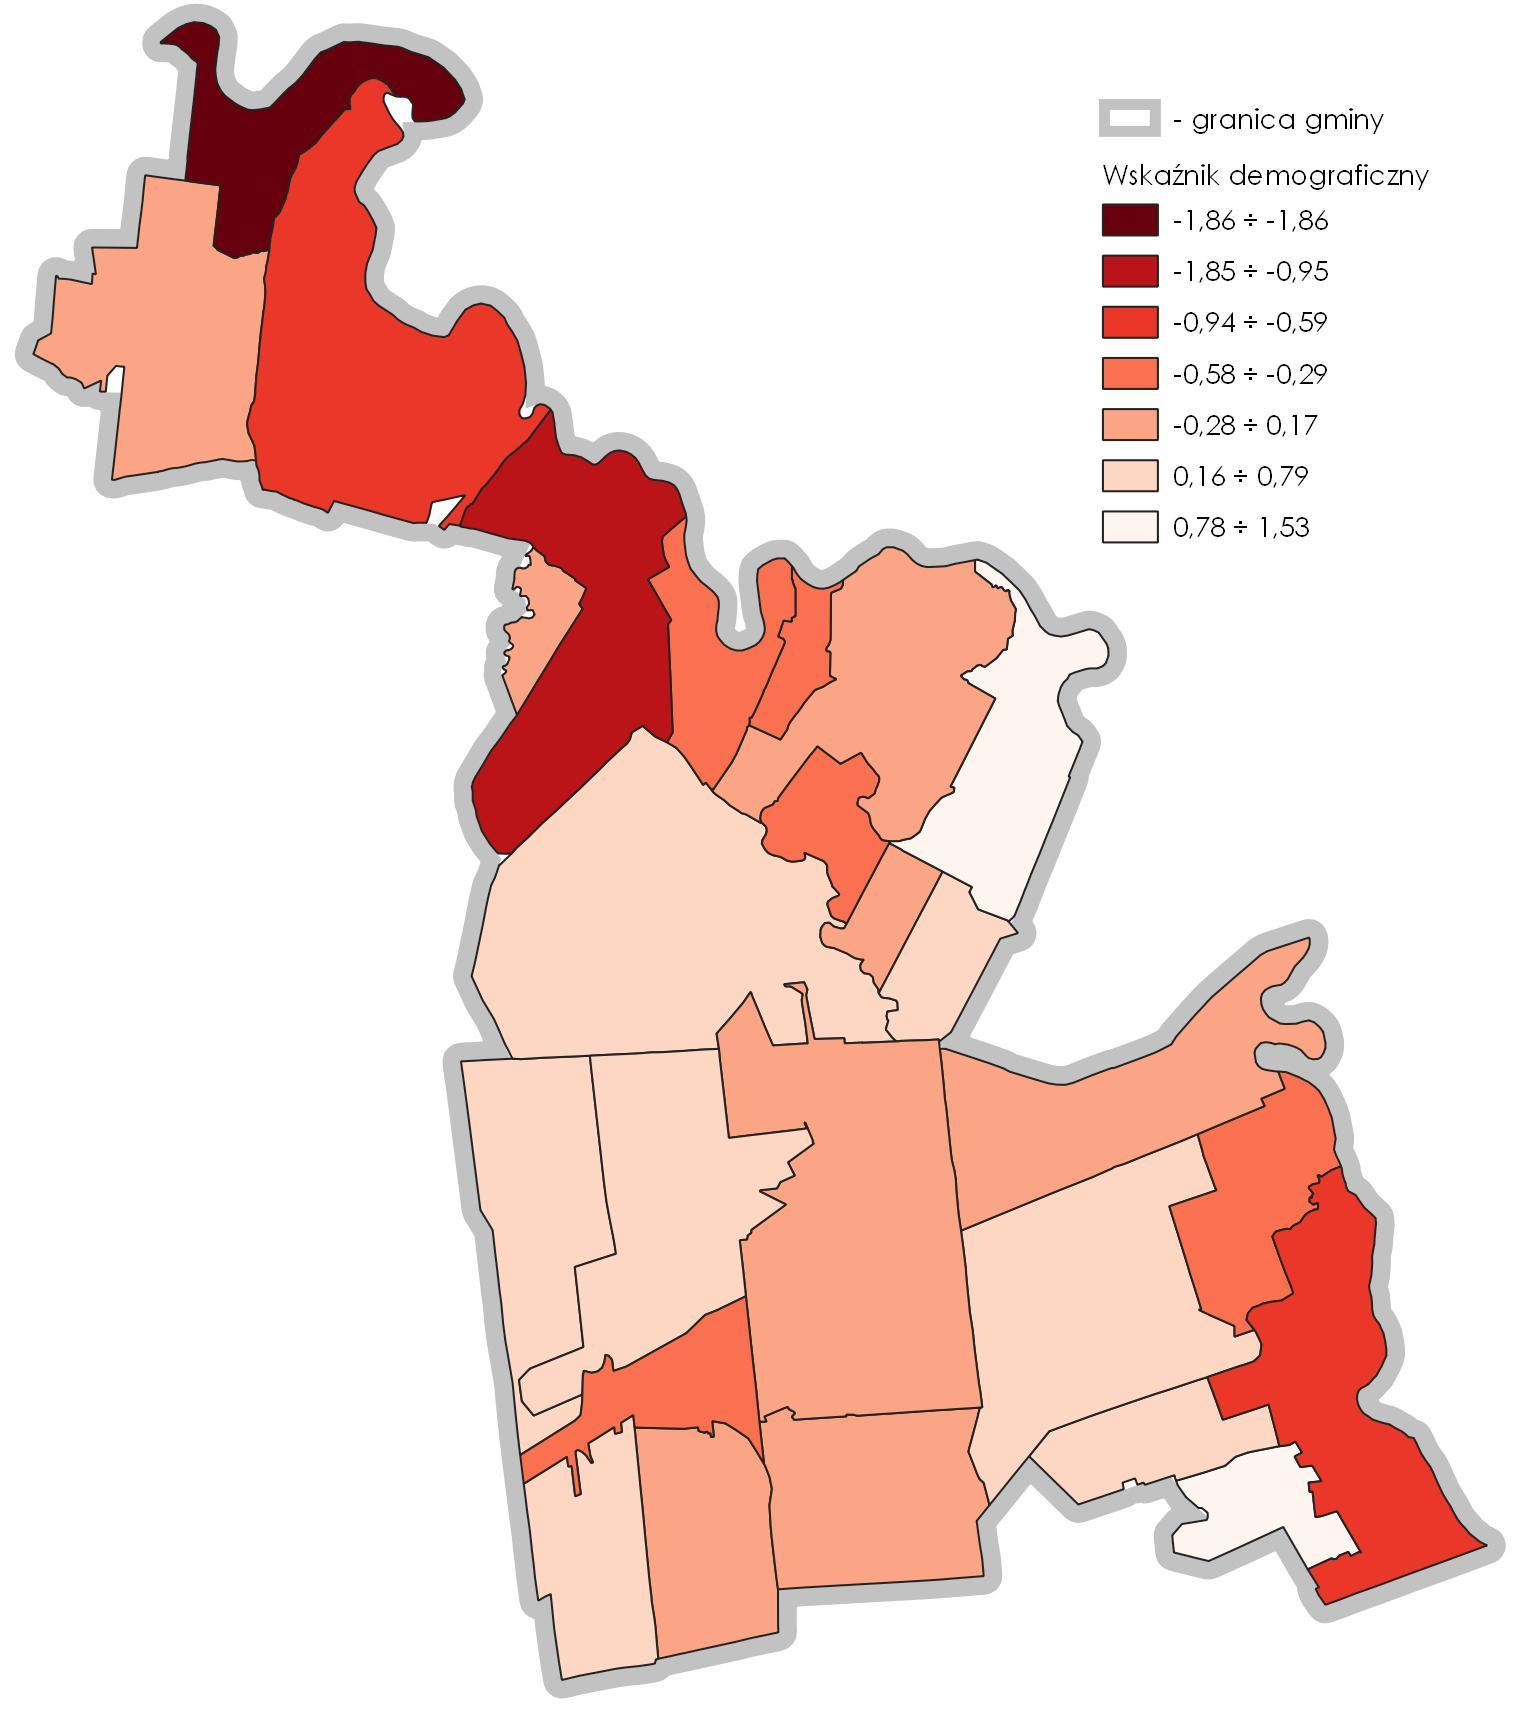 - granica gminy
Wskaźnik demograficzny
-1,86 ÷ -1,86
-1,85 ÷ -0,95
-0,94 ÷ -0,59
-0,58 ÷ -0,29
-0,28 ÷ 0,17
0,16 ÷ 0,79
0,78 ÷ 1,53